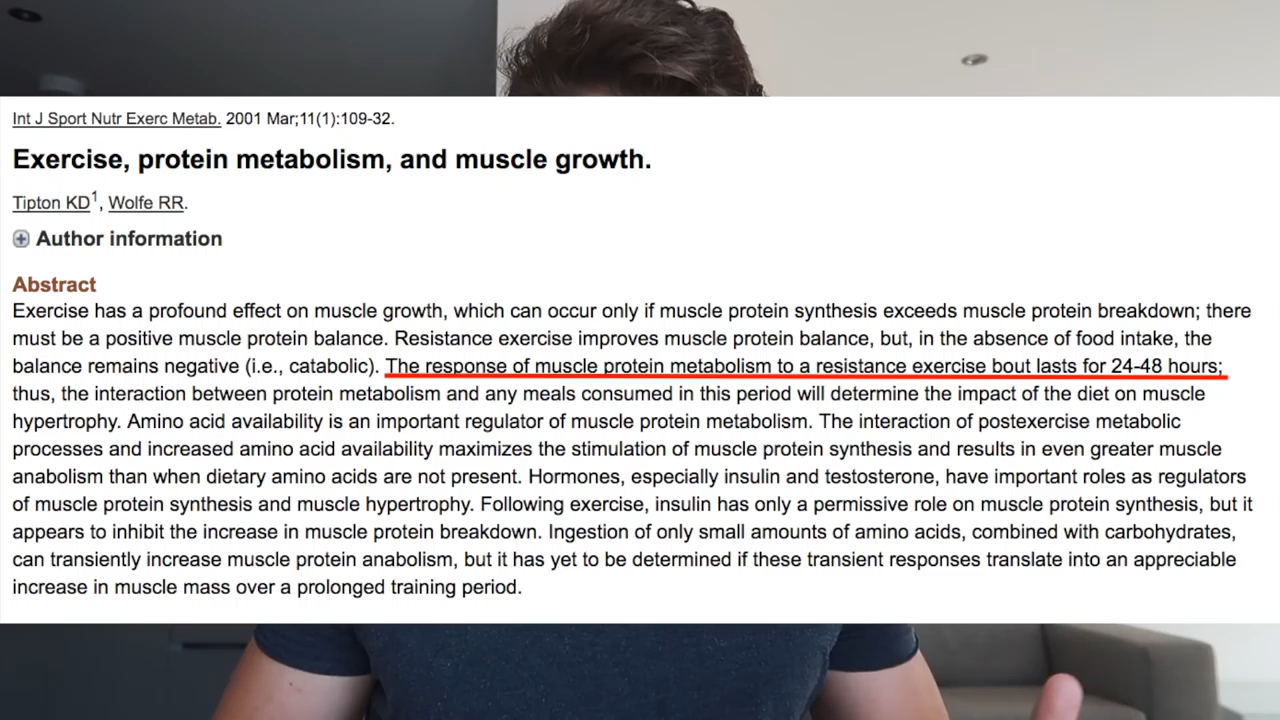 Int J Sport Nutr Exerc Metab. 2001 Mar;11(1):109-32.
Exercise, protein metabolism, and muscle growth.
Tipton KD1, Wolfe RR.
Author information
Abstract
Exercise has a profound effect on muscle growth, which can occur only if muscle protein synthesis exceeds muscle protein breakdown; there
must be a positive muscle protein balance. Resistance exercise improves muscle protein balance, but, in the absence of food intake, the
balance remains negative (i.e., catabolic). The response of muscle protein metabolism to a resistance exercise bout lasts for 24-48 hours;
thus, the interaction between protein metabolism and any meals consumed in this period will determine the impact of the diet on muscle
hypertrophy. Amino acid availability is an important regulator of muscle protein metabolism. The interaction of postexercise metabolic
processes and increased amino acid availability maximizes the stimulation of muscle protein synthesis and results in even greater muscle
anabolism than when dietary amino acids are not present. Hormones, especially insulin and testosterone, have important roles as regulators
of muscle protein synthesis and muscle hypertrophy. Following exercise, insulin has only a permissive role on muscle protein synthesis, but it
appears to inhibit the increase in muscle protein breakdown. Ingestion of only small amounts of amino acids, combined with carbohydrates,
can transiently increase muscle protein anabolism, but it has yet to be determined if these transient responses translate into an appreciable
increase in muscle mass over a prolonged training period.